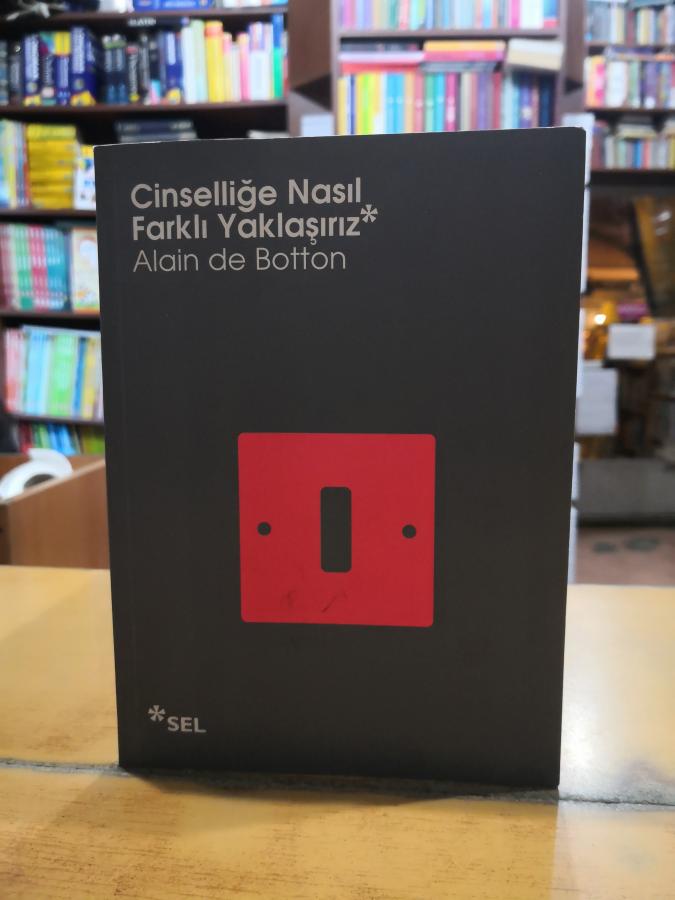 Cinselliğe Nasıl
Farklı Yaklaşırız*
Alain de Botton
*SEL